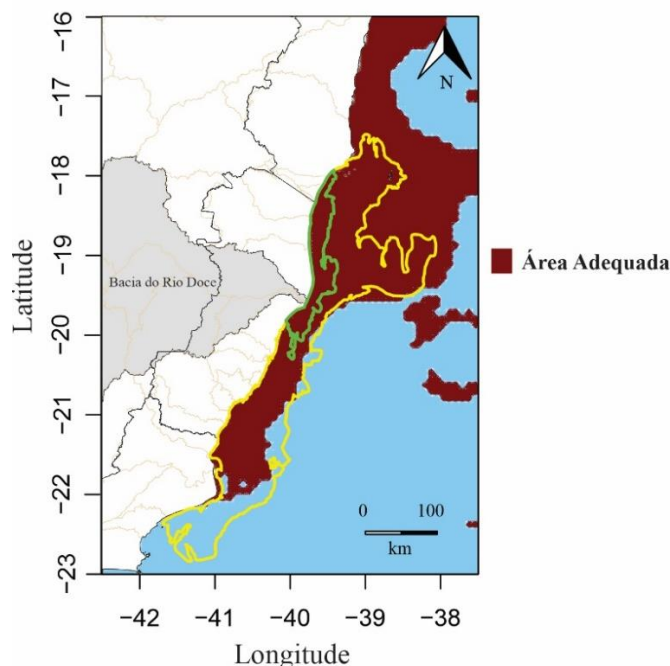 −16
−17
−18
−19
−20
−21
−22
−23
Latitude
N
Bacia do Rio Doce
Área Adequada
0 100
km
−42 −41 −40 −39 −38
Longitude